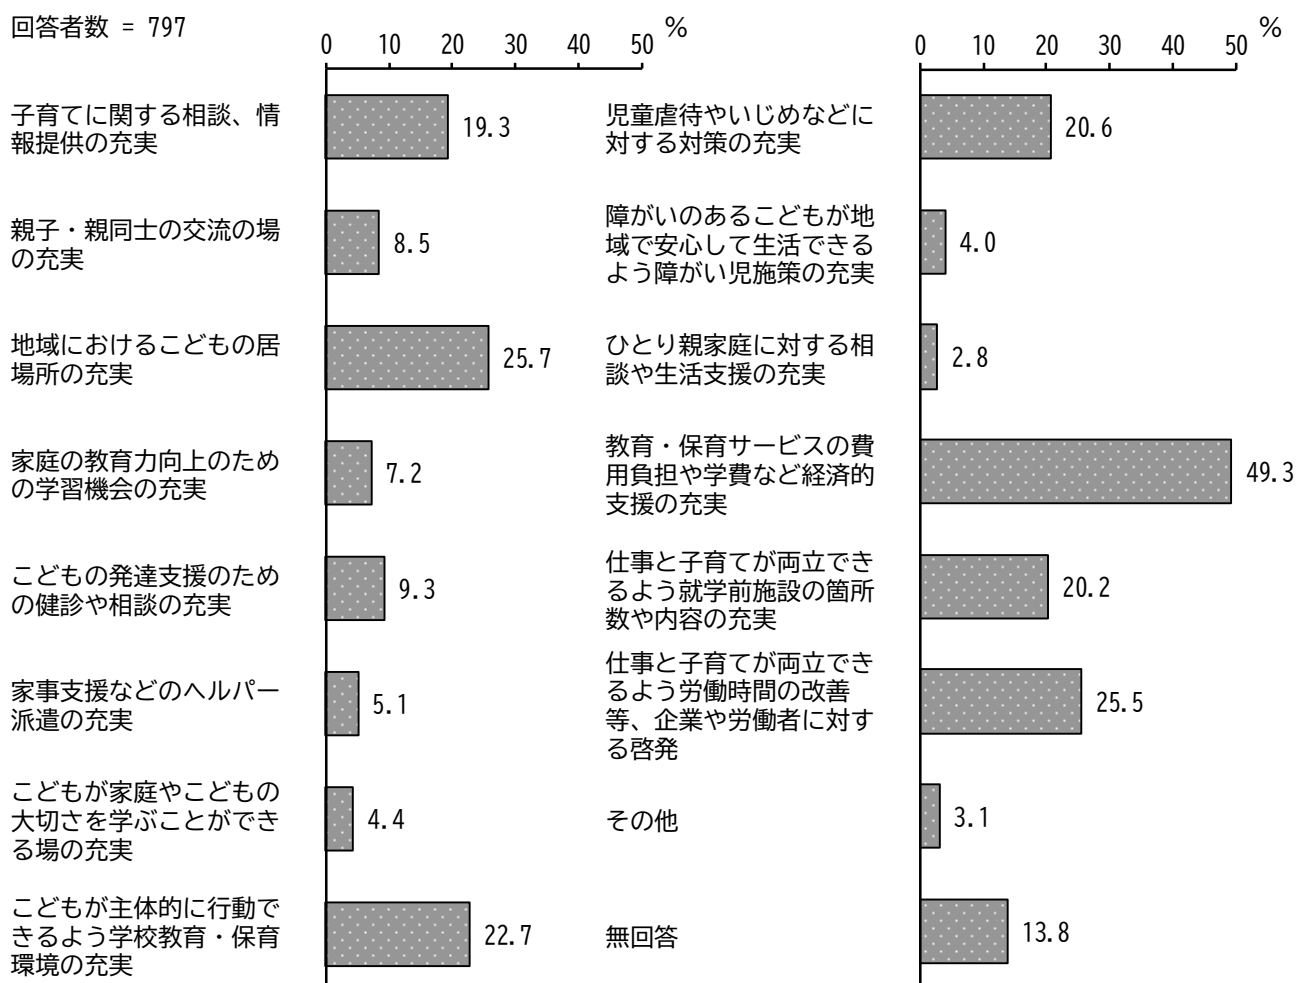 回答者数 = 797
0 10 20 30 40 50 %
子育てに関する相談、情
報提供の充実
19.3
親子・親同士の交流の場
の充実
8.5
地域におけるこどもの居
場所の充実
25.7
家庭の教育力向上のため
の学習機会の充実
7.2
こどもの発達支援のため
の健診や相談の充実
9.3
家事支援などのヘルパー
派遣の充実
5.1
こどもが家庭やこどもの
大切さを学ぶことができ
る場の充実
4.4
こどもが主体的に行動で
きるよう学校教育・保育
環境の充実
22.7
0 10 20 30 40 50 %
児童虐待やいじめなどに
対する対策の充実
20.6
障がいのあるこどもが地
域で安心して生活できる
よう障がい児施策の充実
4.0
ひとり親家庭に対する相
談や生活支援の充実
2.8
教育・保育サービスの費
用負担や学費など経済的
支援の充実
49.3
仕事と子育てが両立でき
るよう就学前施設の箇所
数や内容の充実
20.2
仕事と子育てが両立でき
るよう労働時間の改善
等、企業や労働者に対す
る啓発
25.5
その他
3.1
無回答
13.8